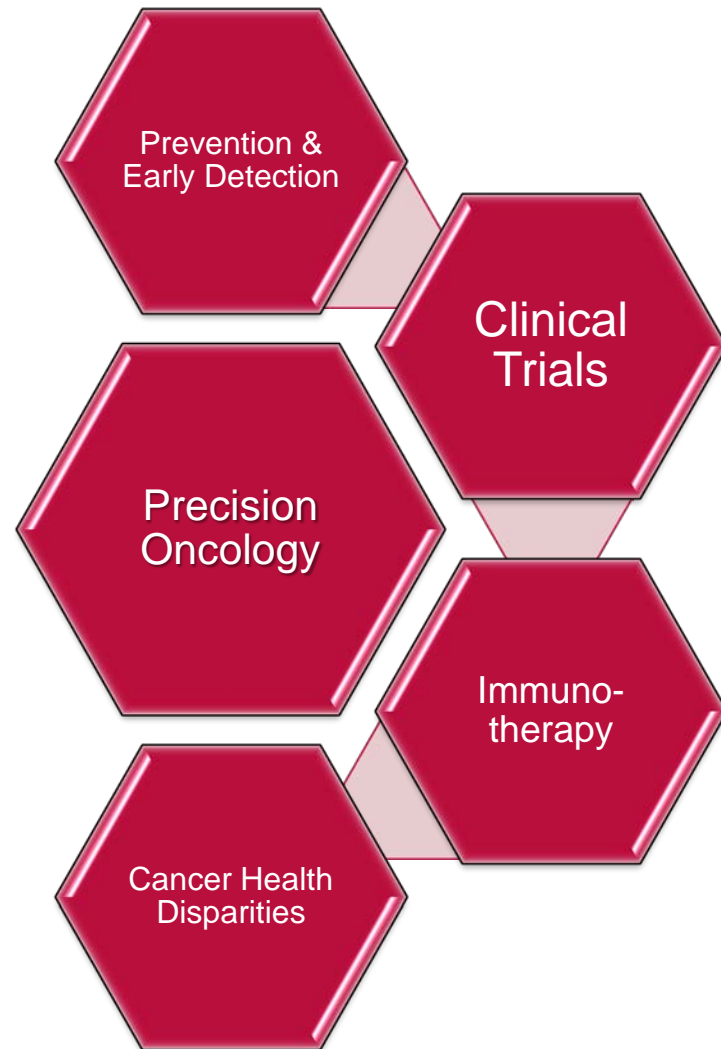 Prevention &
Early Detection
Clinical
Trials
Precision
Oncology
Immuno-
therapy
Cancer Health
Disparities